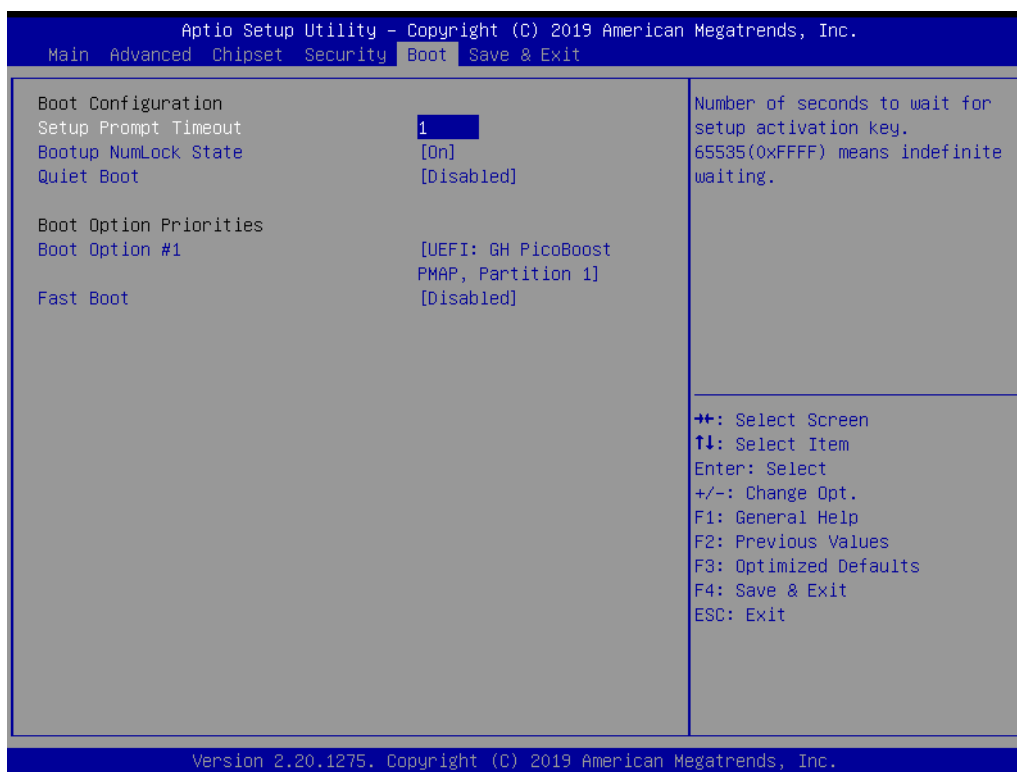 Aptio Setup Utility – Copyright (C) 2019 American Megatrends, Inc.
Main Advanced Chipset Security Boot Save & Exit
Boot Configuration
Setup Prompt Timeout 1
Bootup NumLock State [On]
Quiet Boot [Disabled]
Boot Option Priorities
Boot Option #1 [UEFI: GH PicoBoost
PMAP, Partition 1]
Fast Boot [Disabled]
Number of seconds to wait for
setup activation key.
65535(0xFFFF) means indefinite
waiting.
→←: Select Screen
↑↓: Select Item
Enter: Select
+/-: Change Opt.
F1: General Help
F2: Previous Values
F3: Optimized Defaults
F4: Save & Exit
ESC: Exit
Version 2.20.1275. Copyright (C) 2019 American Megatrends, Inc.